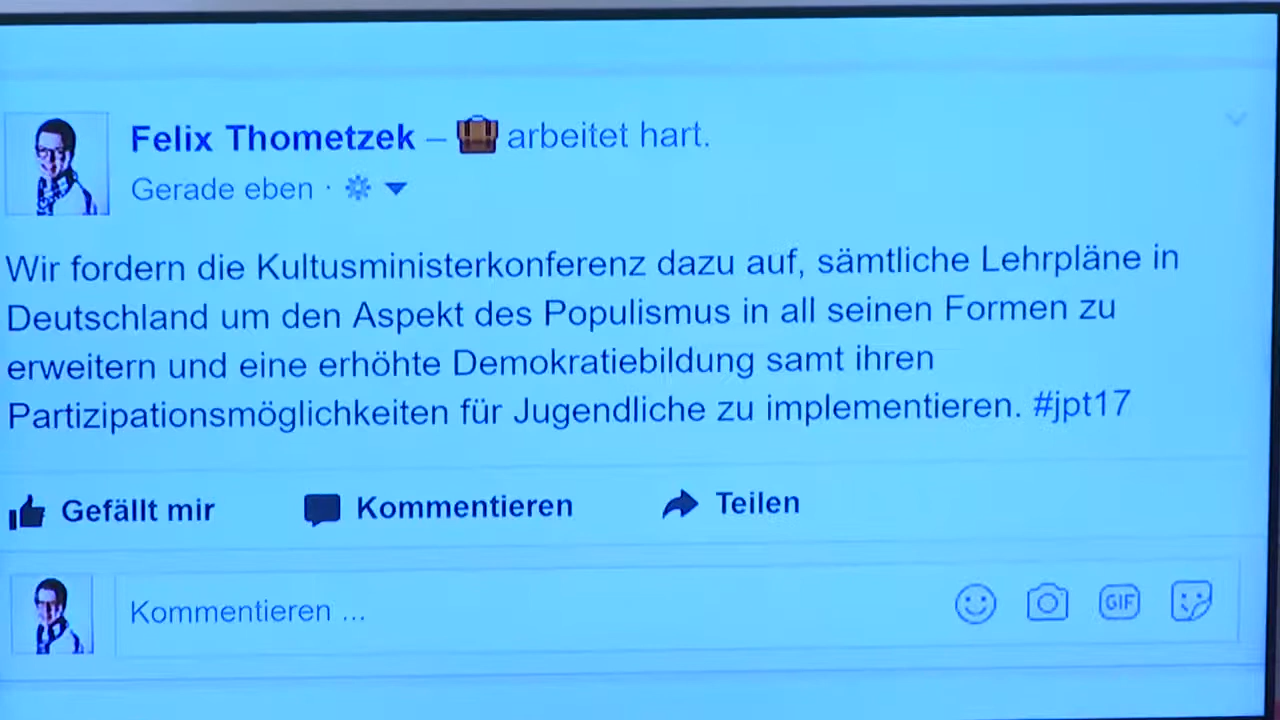 Felix Thometzek – arbeitet hart.
Gerade eben ·
Wir fordern die Kultusministerkonferenz dazu auf, sämtliche Lehrpläne in
Deutschland um den Aspekt des Populismus in all seinen Formen zu
erweitern und eine erhöhte Demokratiebildung samt ihren
Partizipationsmöglichkeiten für Jugendliche zu implementieren. #jpt17
Gefällt mir Kommentieren Teilen
Kommentieren ... GIF